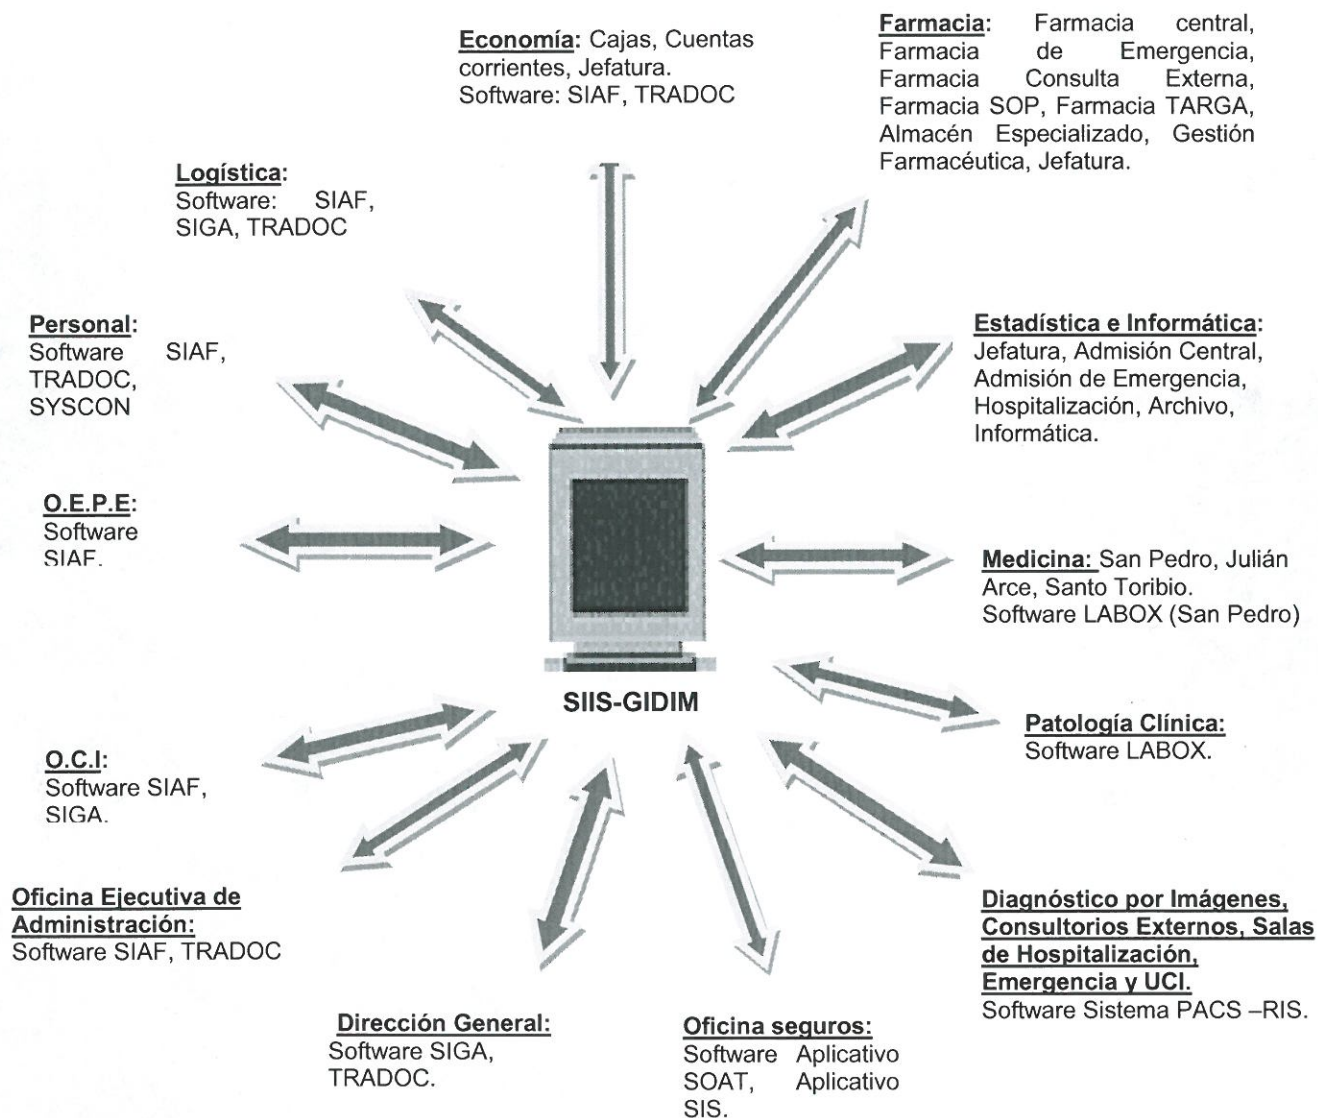 Economía: Cajas, Cuentas
corrientes, Jefatura.
Software: SIAF, TRADOC
Farmacia: Farmacia central,
Farmacia de Emergencia,
Farmacia Consulta Externa,
Farmacia SOP, Farmacia TARGA,
Almacén Especializado, Gestión
Farmacéutica, Jefatura.
Logística:
Software: SIAF,
SIGA, TRADOC
Personal:
Software SIAF,
TRADOC,
SYSCON
Estadística e Informática:
Jefatura, Admisión Central,
Admisión de Emergencia,
Hospitalización, Archivo,
Informática.
O.E.P.E:
Software
SIAF.
Medicina: San Pedro, Julián
Arce, Santo Toribio.
Software LABOX (San Pedro)
SIIS-GIDIM
Patología Clínica:
Software LABOX.
O.C.I:
Software SIAF,
SIGA.
Oficina Ejecutiva de
Administración:
Software SIAF, TRADOC
Diagnóstico por Imágenes,
Consultorios Externos, Salas
de Hospitalización,
Emergencia y UCI.
Software Sistema PACS –RIS.
Dirección General:
Software SIGA,
TRADOC.
Oficina seguros:
Software Aplicativo
SOAT, Aplicativo
SIS.